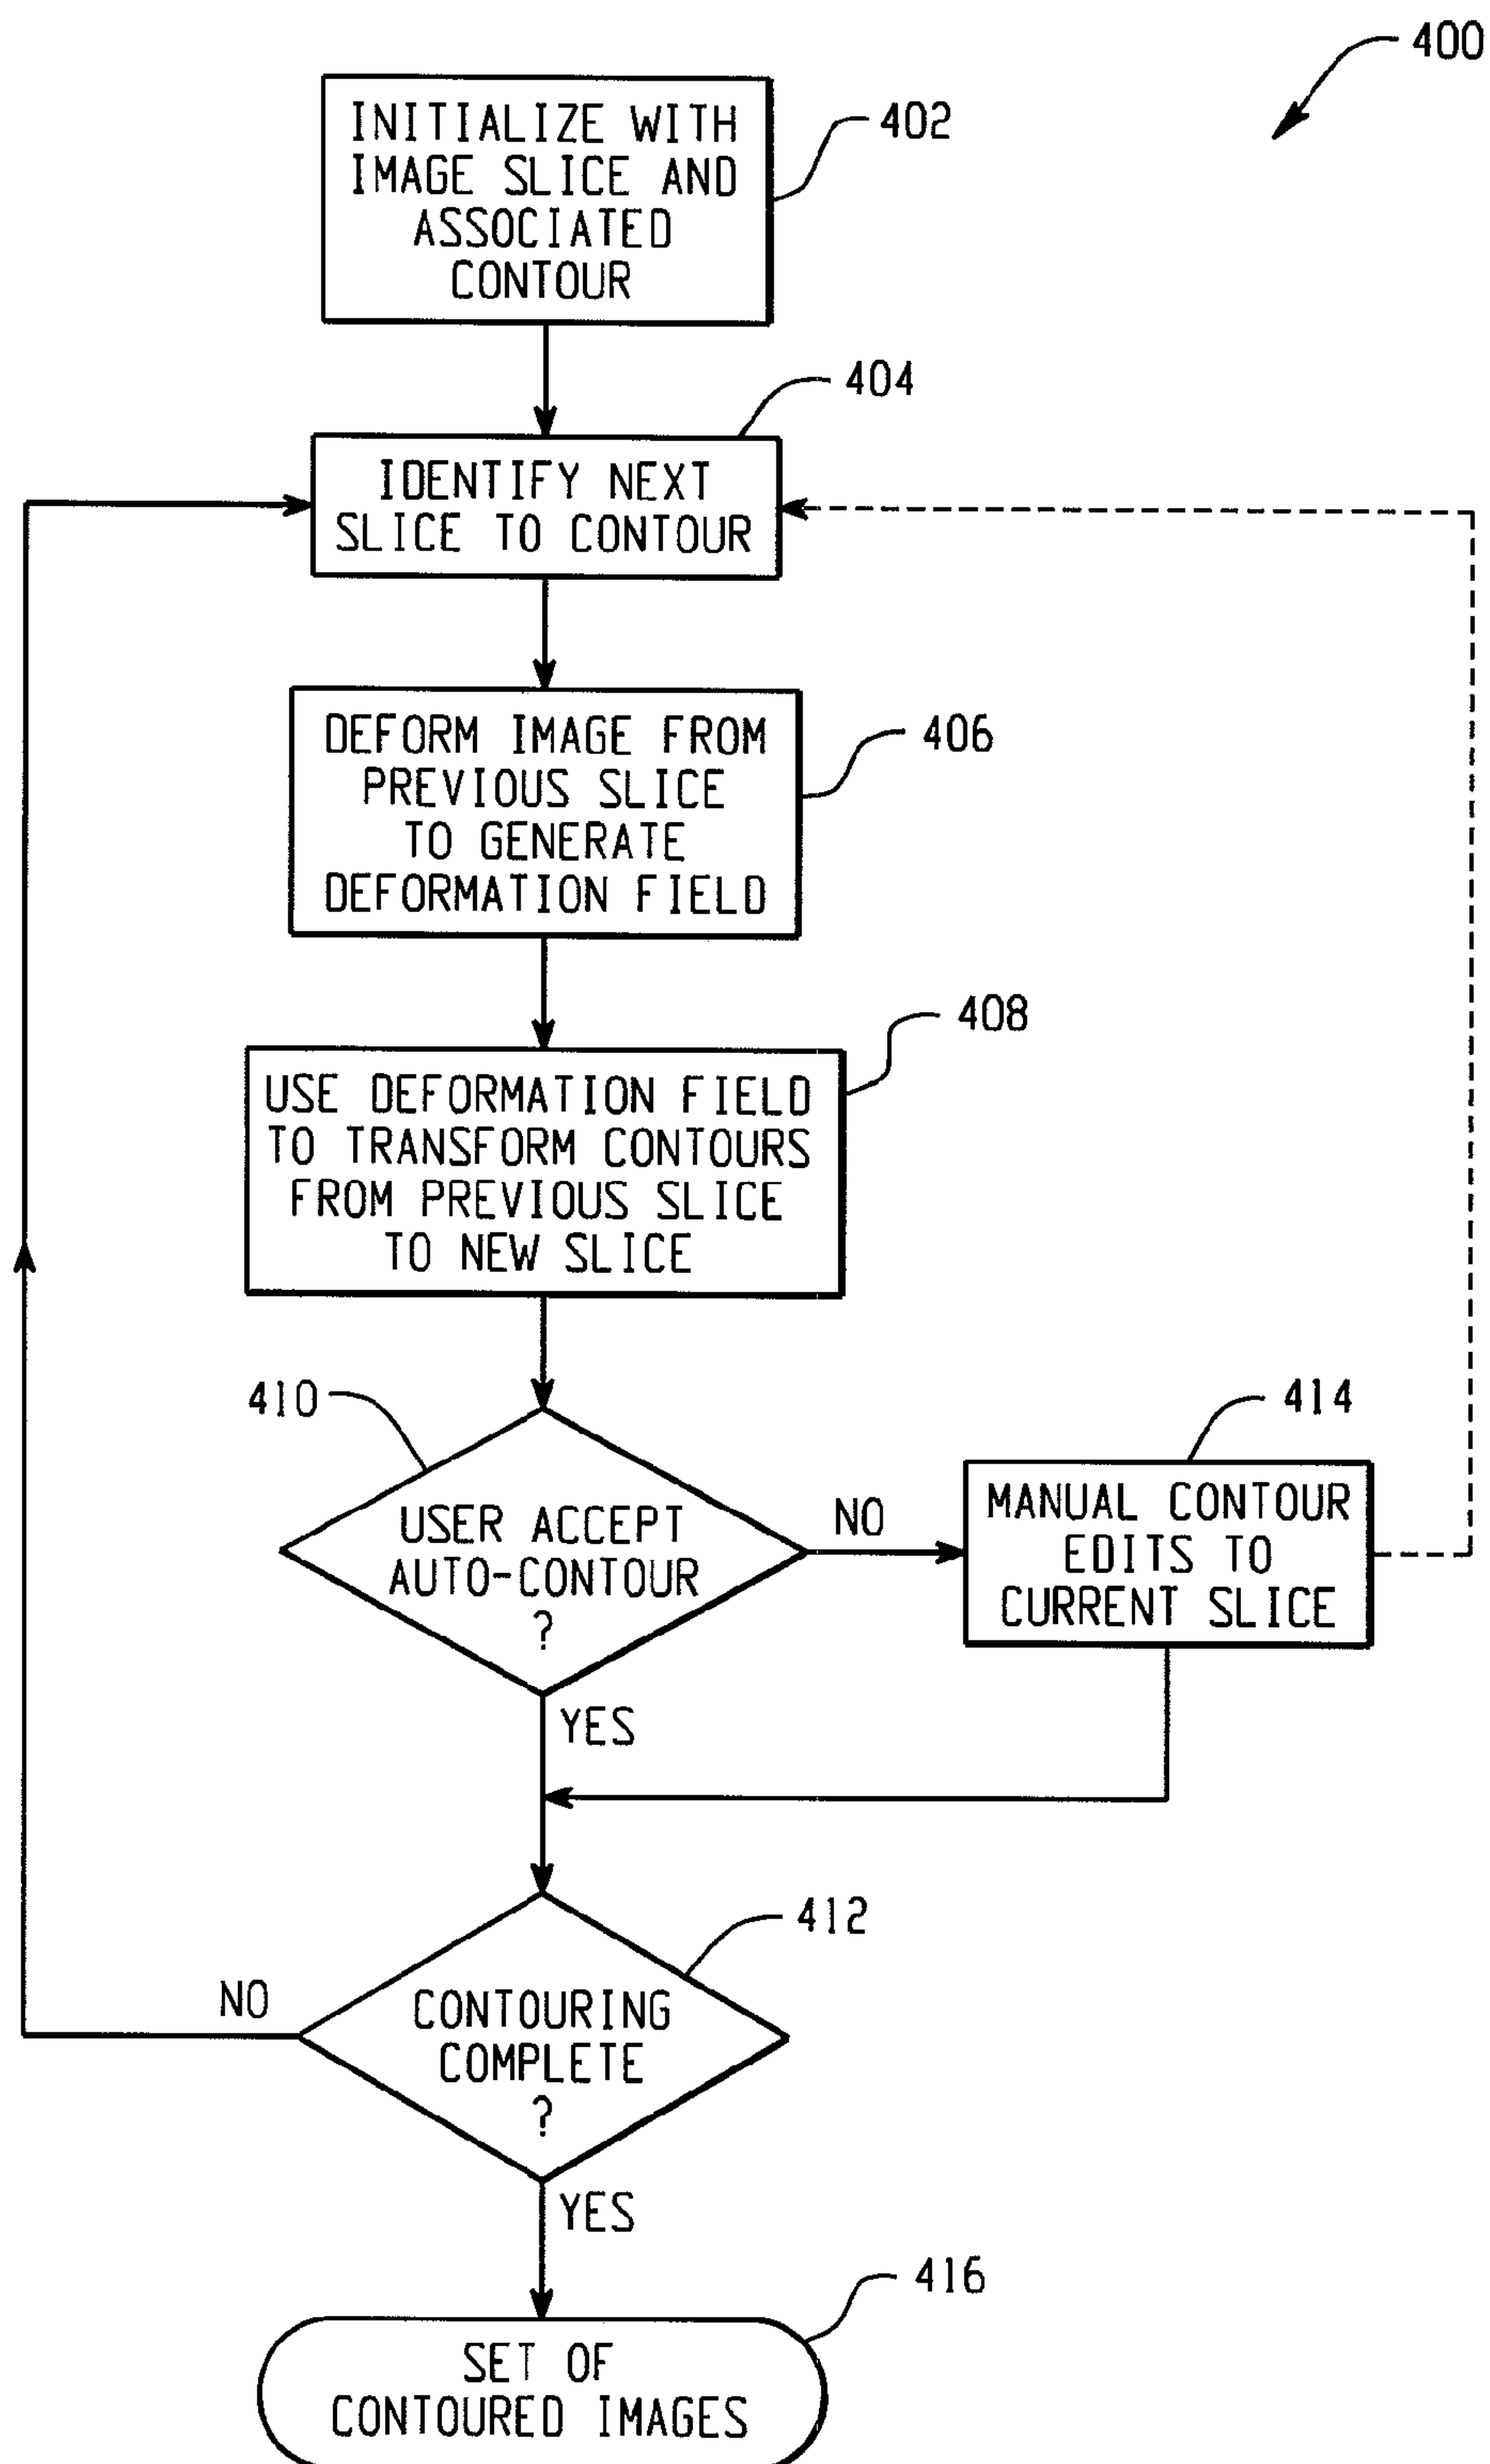 400
INITIALIZE WITH
IMAGE SLICE AND
ASSOCIATED
CONTOUR
402
404
IDENTIFY NEXT
SLICE TO CONTOUR
DEFORM IMAGE FROM
PREVIOUS SLICE
TO GENERATE
DEFORMATION FIELD
406
408
USE DEFORMATION FIELD
TO TRANSFORM CONTOURS
FROM PREVIOUS SLICE
TO NEW SLICE
410
USER ACCEPT
AUTO-CONTOUR
?
NO
414
MANUAL CONTOUR
EDITS TO
CURRENT SLICE
YES
412
CONTOURING
COMPLETE
?
NO
YES
416
SET OF
CONTOURED IMAGES